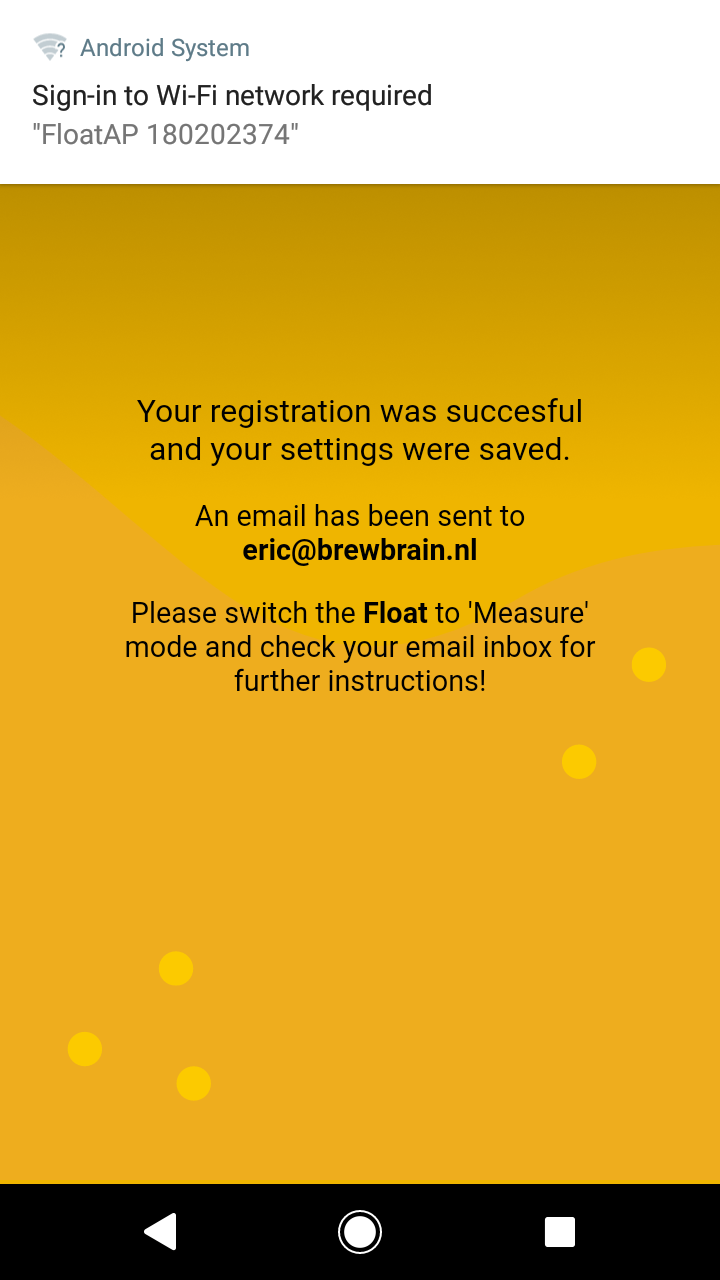 Android System
Sign-in to Wi-Fi network required
"FloatAP 180202374"
Your registration was succesful
and your settings were saved.
An email has been sent to
eric@brewbrain.nl
Please switch the Float to 'Measure'
mode and check your email inbox for
further instructions!